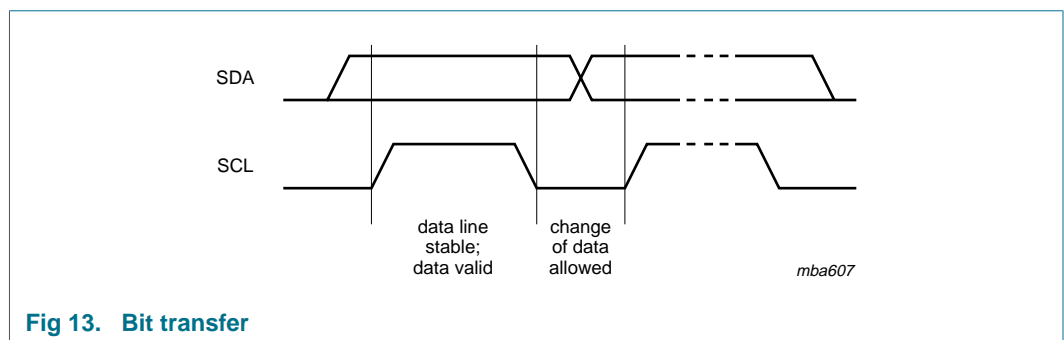 SDA
SCL
data line
stable;
data valid
change
of data
allowed
mba607
Fig 13. Bit transfer